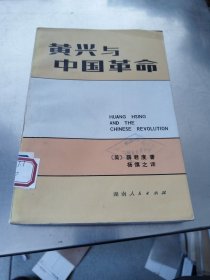 黄兴与
中国革命
HUANG HSING
AND THE
CHINESE REVOLUTION
薛君度著
杨慎之译
湖南人民出版社